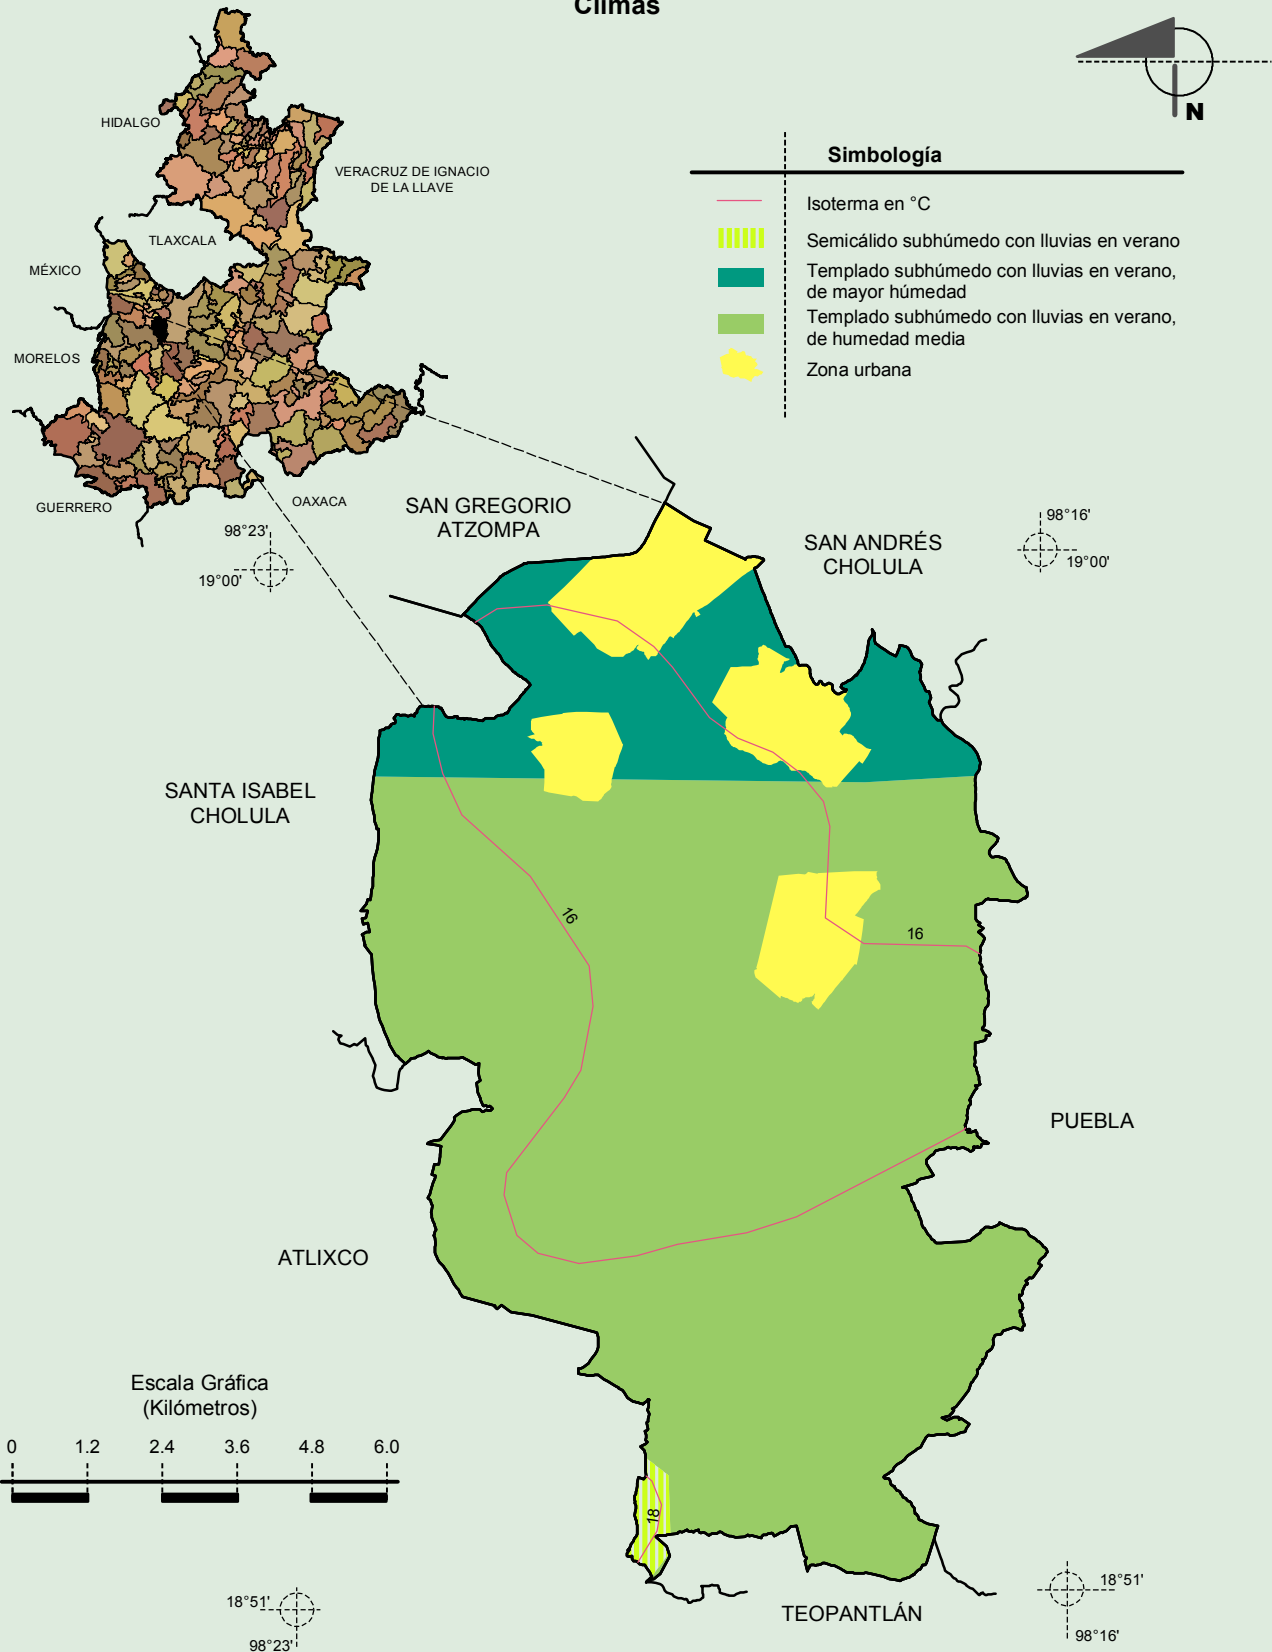 Climas
N
HIDALGO
VERACRUZ DE IGNACIO
DE LA LLAVE
TLAXCALA
MÉXICO
MORELOS
GUERRERO
OAXACA
Simbología
Isoterma en °C
Semicálido subhúmedo con lluvias en verano
Templado subhúmedo con lluvias en verano,
de mayor húmedad
Templado subhúmedo con lluvias en verano,
de humedad media
Zona urbana
SAN GREGORIO
ATZOMPA
98°23'
19°00'
SAN ANDRÉS
CHOLULA
98°16'
19°00'
SANTA ISABEL
CHOLULA
16
16
PUEBLA
ATLIXCO
Escala Gráfica
(Kilómetros)
0 1.2 2.4 3.6 4.8 6.0
18
18°51'
98°23'
TEOPANTLÁN
18°51'
98°16'